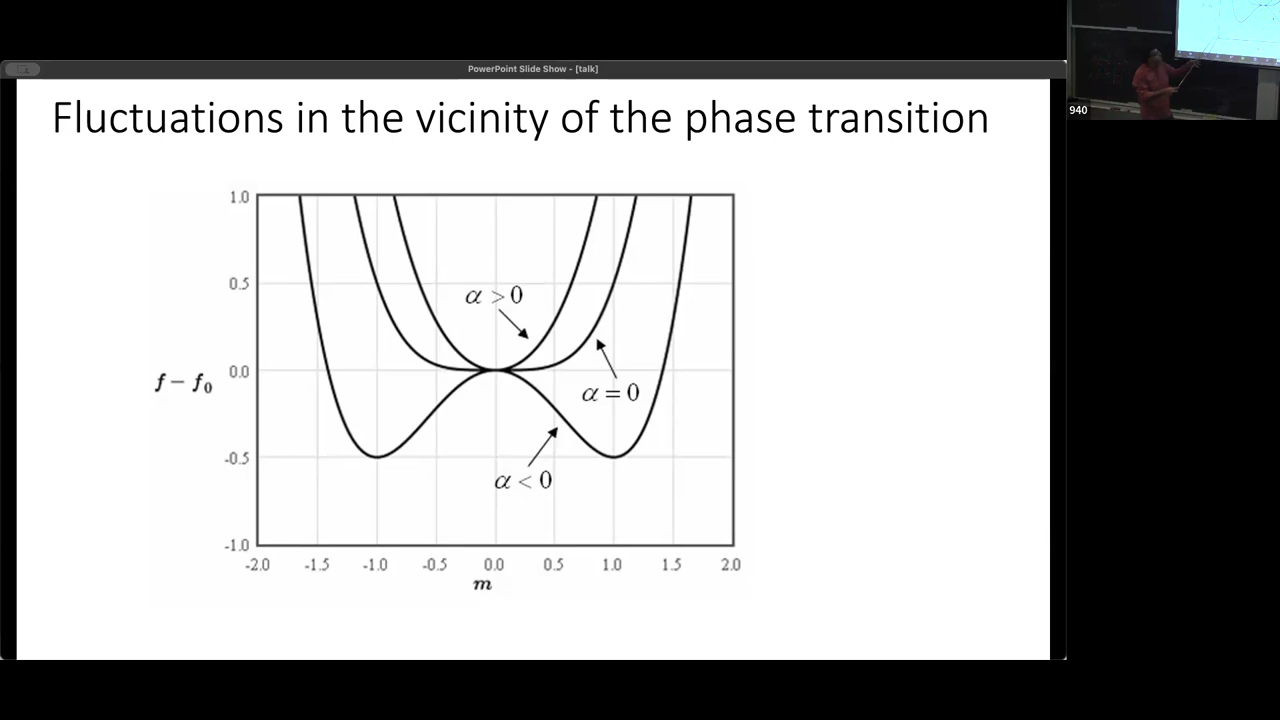 PowerPoint Slide Show - [talk]
Fluctuations in the vicinity of the phase transition
940
1.0
0.5
0.0
-0.5
-1.0
f − f₀
α > 0
α = 0
α < 0
-2.0 -1.5 -1.0 -0.5 0.0 0.5 1.0 1.5 2.0
m